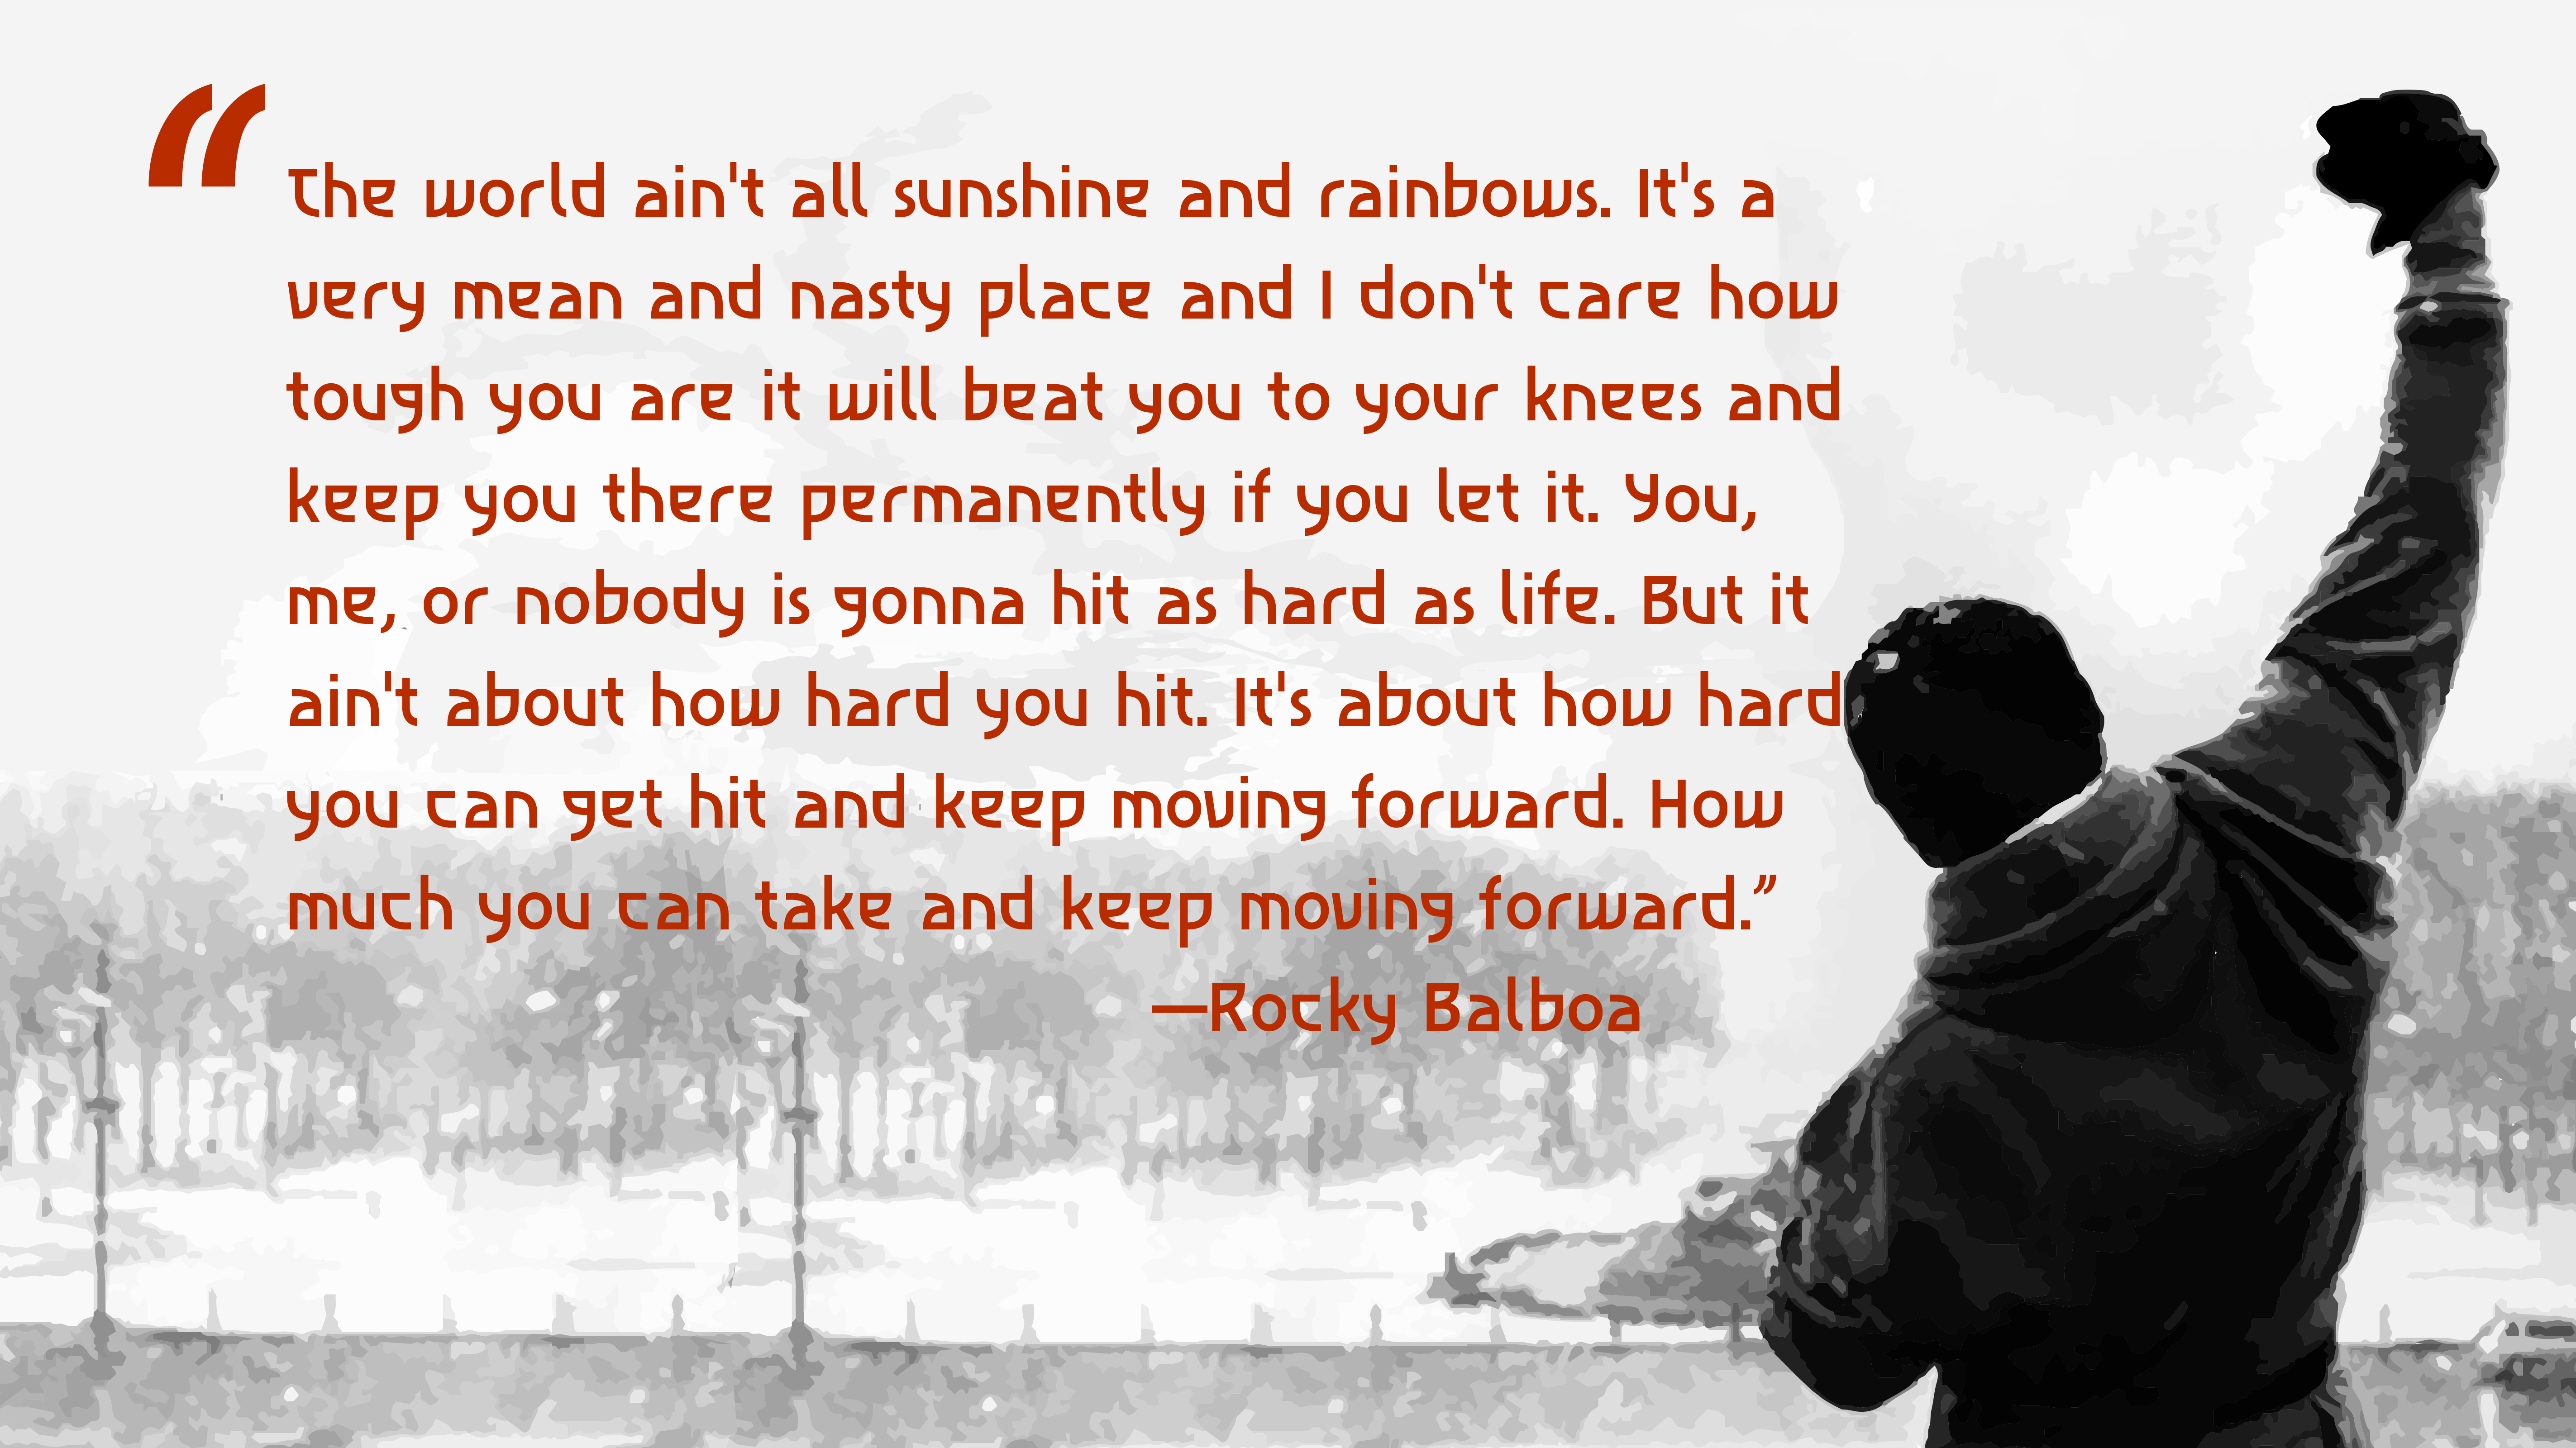 “The world ain't all sunshine and rainbows. It's a
very mean and nasty place and I don't care how
tough you are it will beat you to your knees and
keep you there permanently if you let it. You,
me, or nobody is gonna hit as hard as life. But it
ain't about how hard you hit. It's about how hard
you can get hit and keep moving forward. How
much you can take and keep moving forward.”
—Rocky Balboa